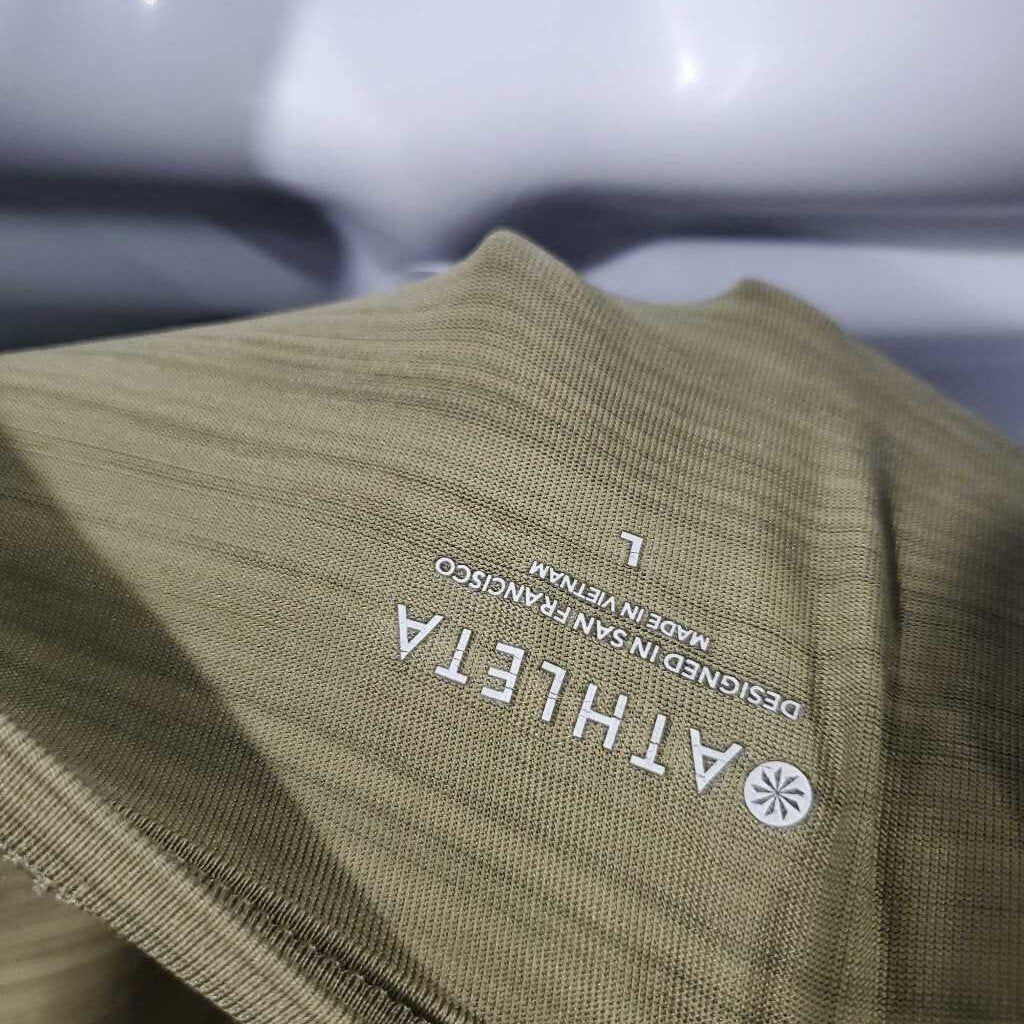 ATHLETA
DESIGNED IN SAN FRANCISCO
MADE IN VIETNAM
L